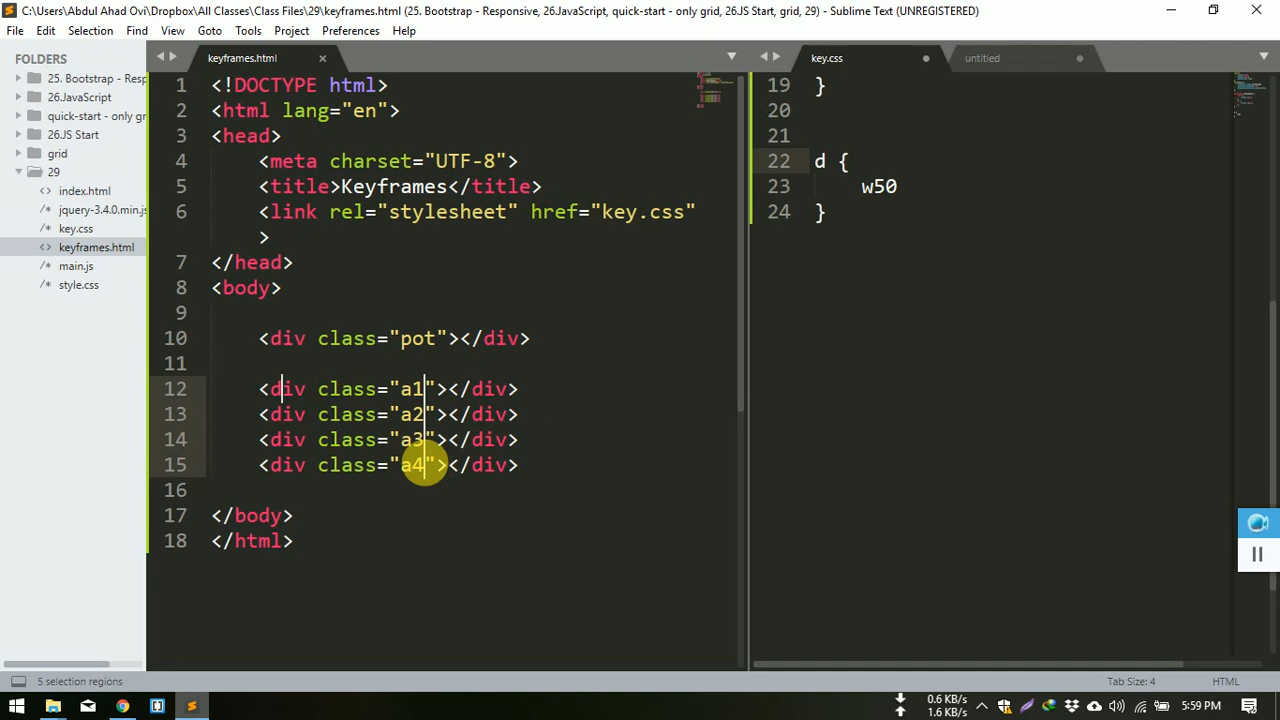 C:\Users\Abdul Ahad Ovi\Dropbox\All Classes\Class Files\29\keyframes.html (25. Bootstrap - Responsive, 26.JavaScript, quick-start - only grid, 26.JS Start, grid, 29) - Sublime Text (UNREGISTERED)
File Edit Selection Find View Goto Tools Project Preferences Help
FOLDERS
25. Bootstrap - Resp
26.JavaScript
quick-start - only gr
26.JS Start
grid
29
index.html
jquery-3.4.0.min.js
key.css
keyframes.html
main.js
style.css
keyframes.html
1 <!DOCTYPE html>
2 <html lang="en">
3 <head>
4 <meta charset="UTF-8">
5 <title>Keyframes</title>
6 <link rel="stylesheet" href="key.css"
>
7 </head>
8 <body>
9
10 <div class="pot"></div>
11
12 <div class="a1"></div>
13 <div class="a2"></div>
14 <div class="a3"></div>
15 <div class="a4"></div>
16
17 </body>
18 </html>
key.css untitled
19 }
20
21
22 d {
23 w50
24 }
5 selection regions Tab Size: 4 HTML
0.6 KB/s
1.6 KB/s
5:59 PM